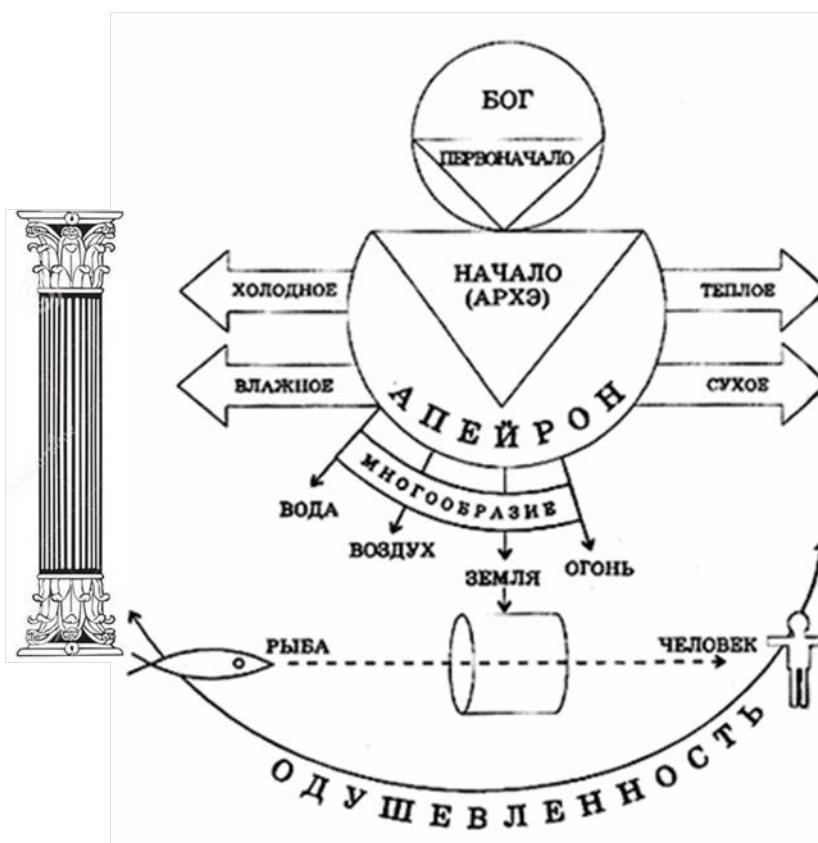 БОГ
ПЕРВОНАЧАЛО
НАЧАЛО
(АРХЭ)
ХОЛОДНОЕ
ТЕПЛОЕ
ВЛАЖНОЕ
СУХОЕ
АПЕЙРОН
МНОГООБРАЗИЕ
ВОДА
ВОЗДУХ
ЗЕМЛЯ
ОГОНЬ
РЫБА
ЧЕЛОВЕК
ОДУШЕВЛЕННОСТЬ